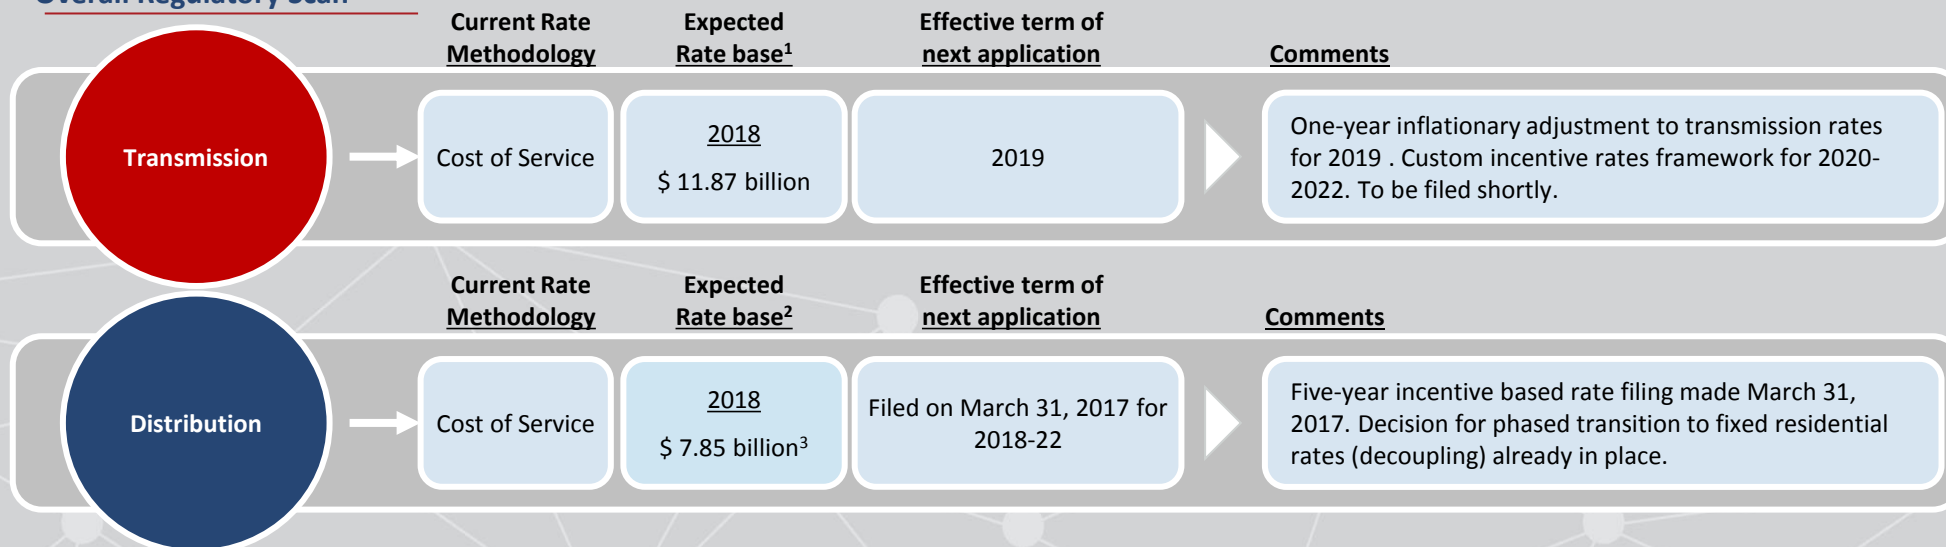 Overall Regulatory Scan
Current Rate
Methodology
Expected
Rate base1
Effective term of
next application
Comments
Transmission
Cost of Service
2018
$ 11.87 billion
2019
One-year inflationary adjustment to transmission rates
for 2019 . Custom incentive rates framework for 2020-
2022. To be filed shortly.
Current Rate
Methodology
Expected
Rate base2
Effective term of
next application
Comments
Distribution
Cost of Service
2018
$ 7.85 billion3
Filed on March 31, 2017 for
2018-22
Five-year incentive based rate filing made March 31,
2017. Decision for phased transition to fixed residential
rates (decoupling) already in place.